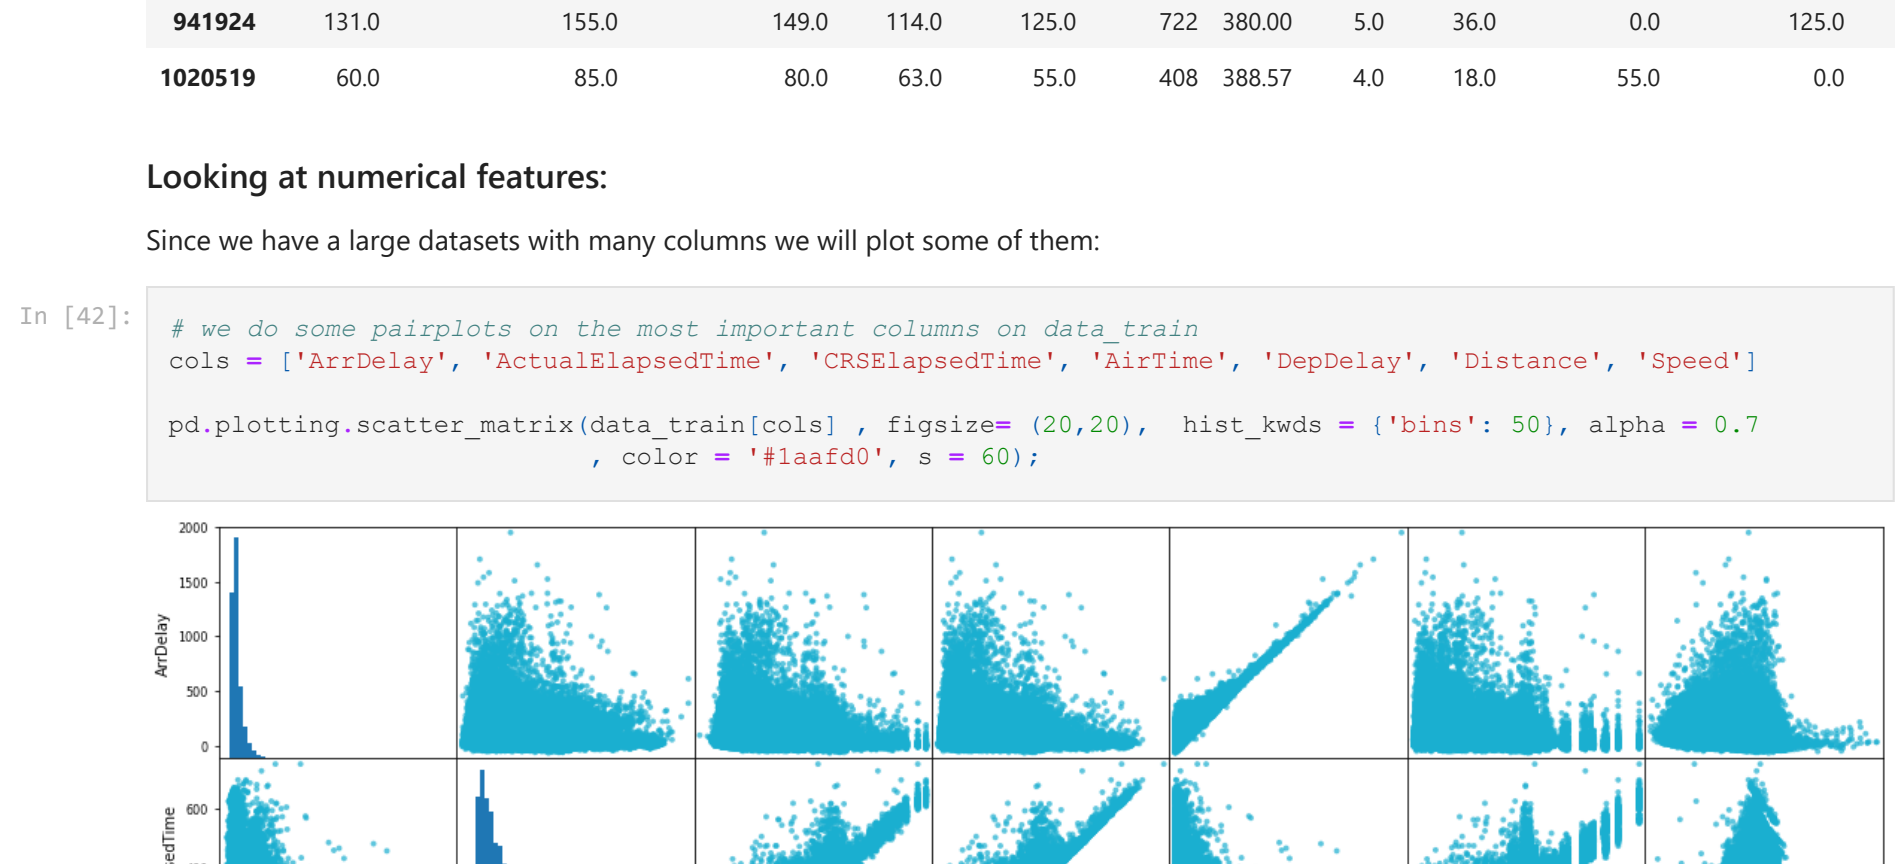 941924 131.0 155.0 149.0 114.0 125.0 722 380.00 5.0 36.0 0.0 125.0
1020519 60.0 85.0 80.0 63.0 55.0 408 388.57 4.0 18.0 55.0 0.0
Looking at numerical features:
Since we have a large datasets with many columns we will plot some of them:
In [42]:
# we do some pairplots on the most important columns on data_train
cols = ['ArrDelay', 'ActualElapsedTime', 'CRSElapsedTime', 'AirTime', 'DepDelay', 'Distance', 'Speed']
pd.plotting.scatter_matrix(data_train[cols] , figsize= (20,20),  hist_kwds = {'bins': 50}, alpha = 0.7
, color = '#1aafd0', s = 60);
2000
1500
1000
500
0
ArrDelay
600
sedTime